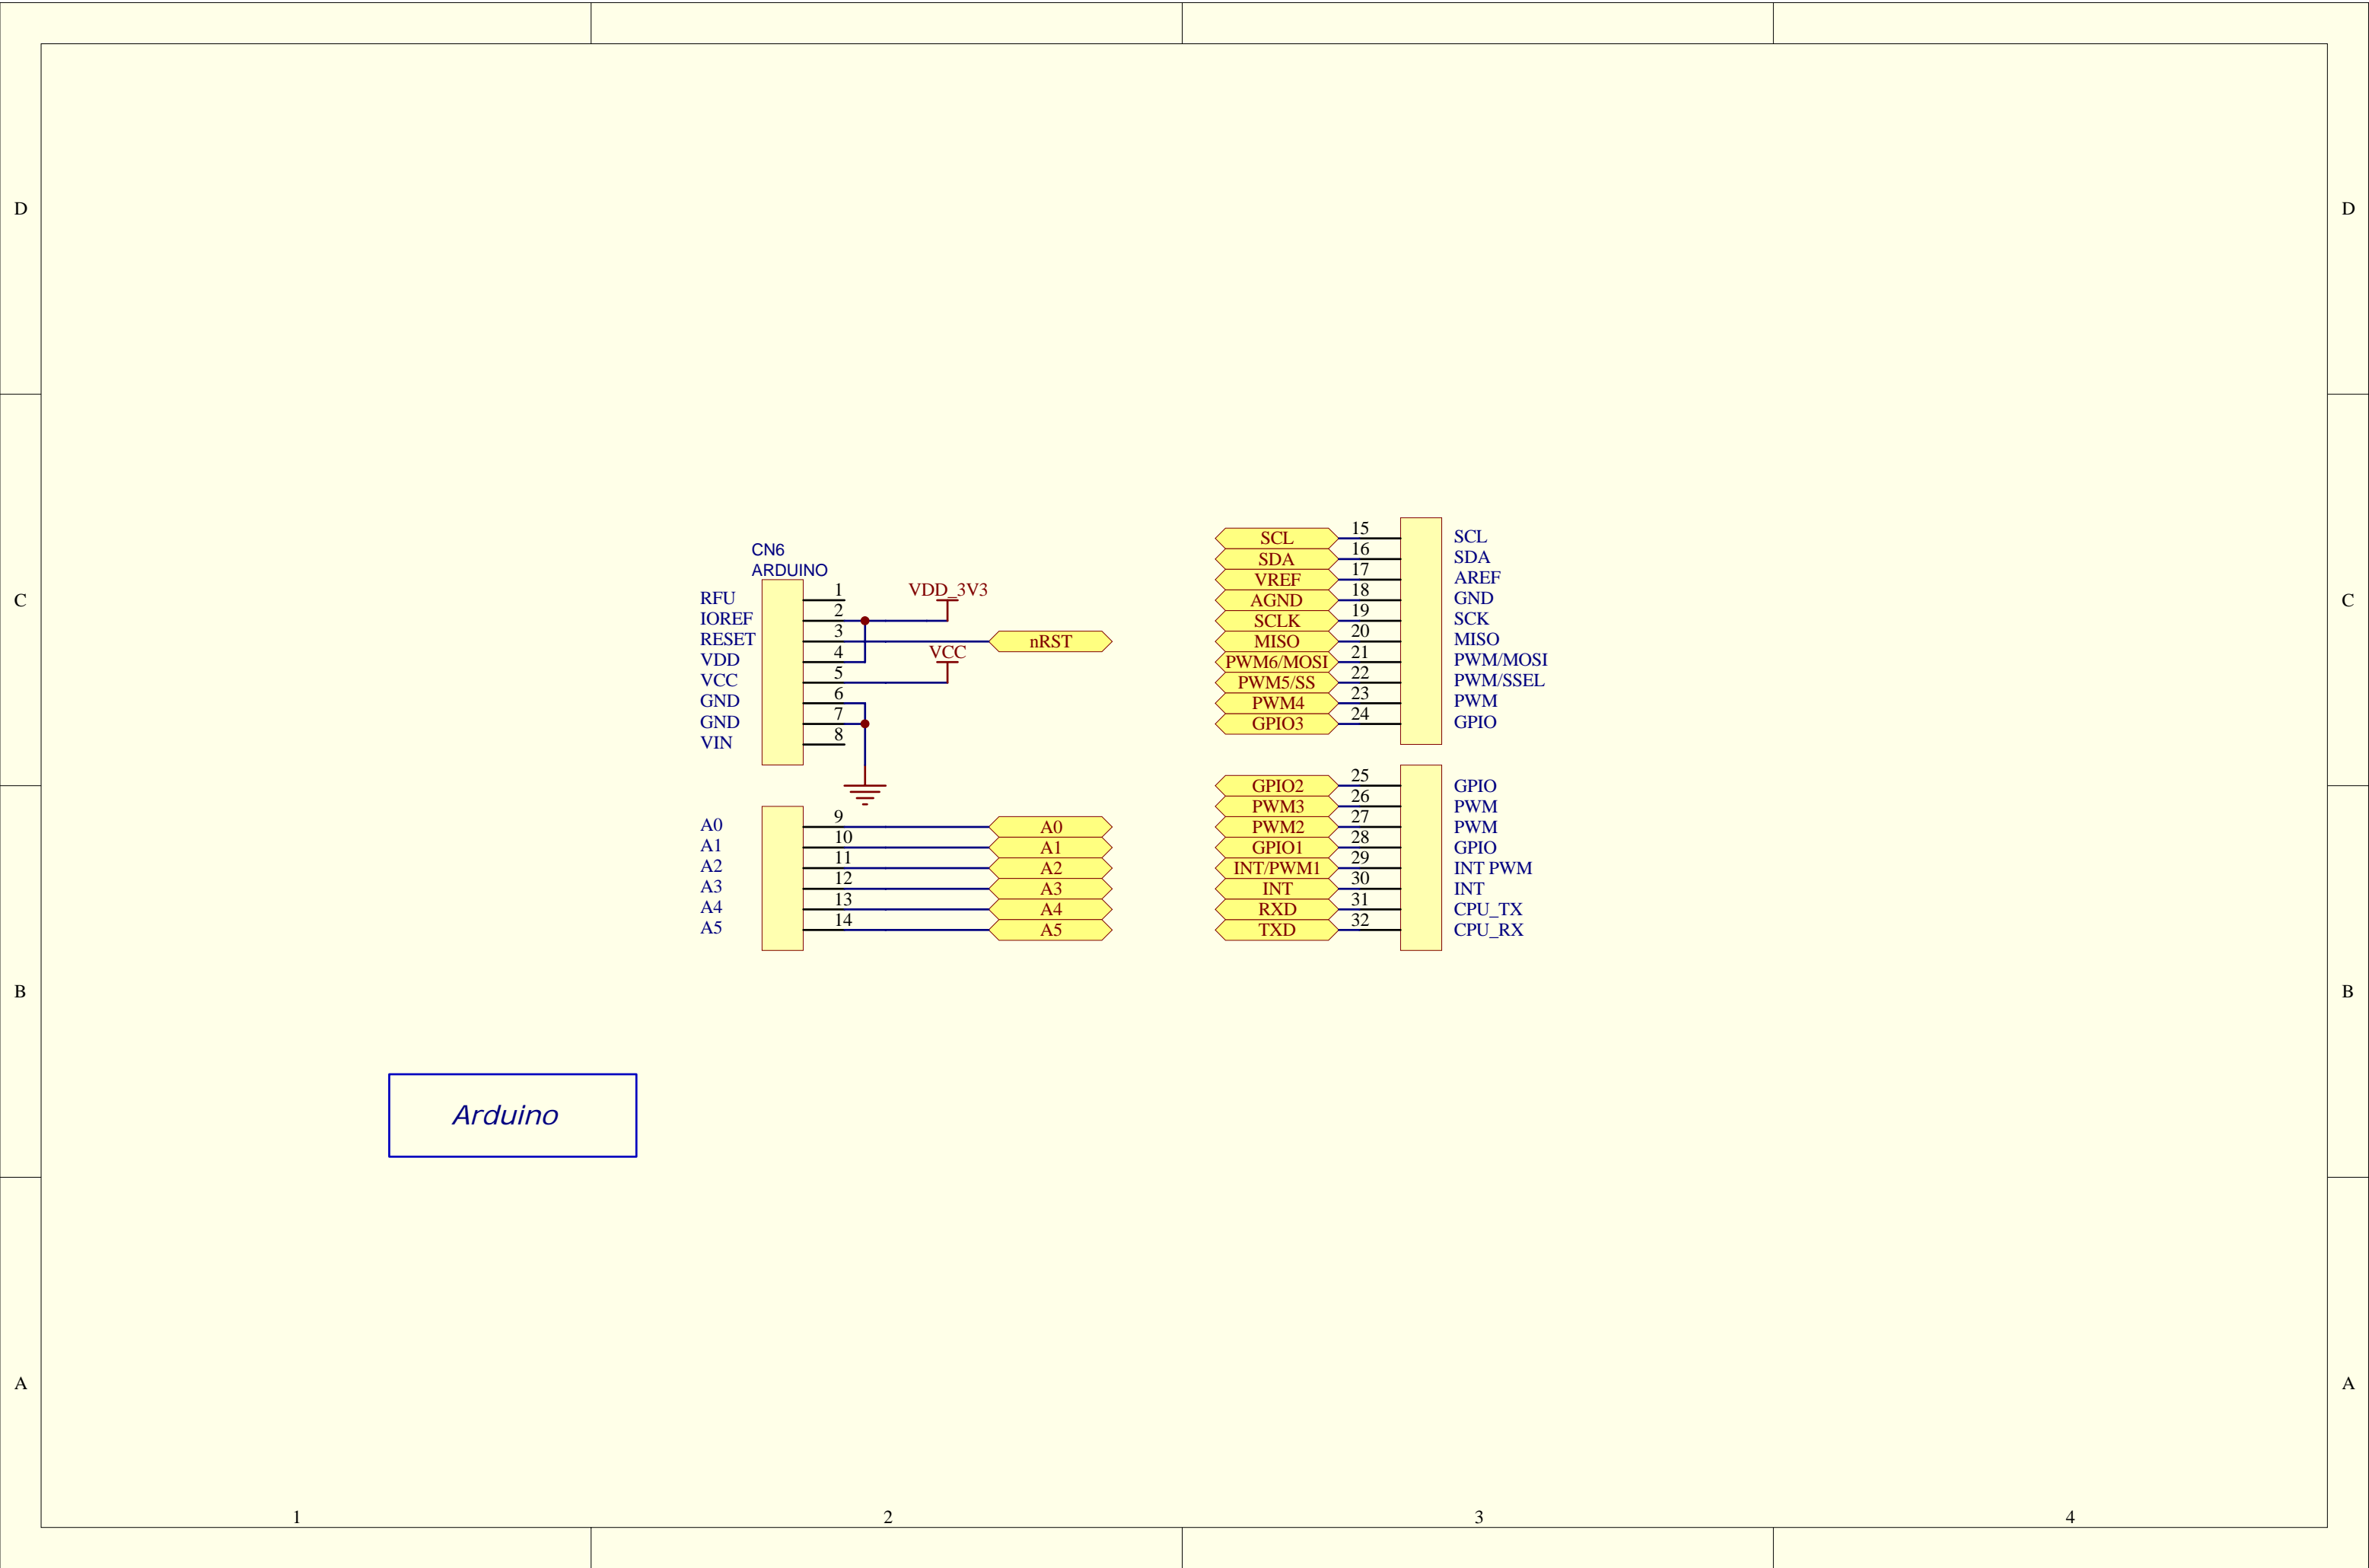 D
D
C
C
B
B
A
A
1
2
3
4
CN6
ARDUINO
RFU 1
IOREF 2 VDD_3V3
RESET 3 nRST
VDD 4
VCC 5 VCC
GND 6
GND 7
VIN 8
A0 9 A0
A1 10 A1
A2 11 A2
A3 12 A3
A4 13 A4
A5 14 A5
SCL 15 SCL
SDA 16 SDA
VREF 17 AREF
AGND 18 GND
SCLK 19 SCK
MISO 20 MISO
PWM6/MOSI 21 PWM/MOSI
PWM5/SS 22 PWM/SSEL
PWM4 23 PWM
GPIO3 24 GPIO
GPIO2 25 GPIO
PWM3 26 PWM
PWM2 27 PWM
GPIO1 28 GPIO
INT/PWM1 29 INT PWM
INT 30 INT
RXD 31 CPU_TX
TXD 32 CPU_RX
Arduino